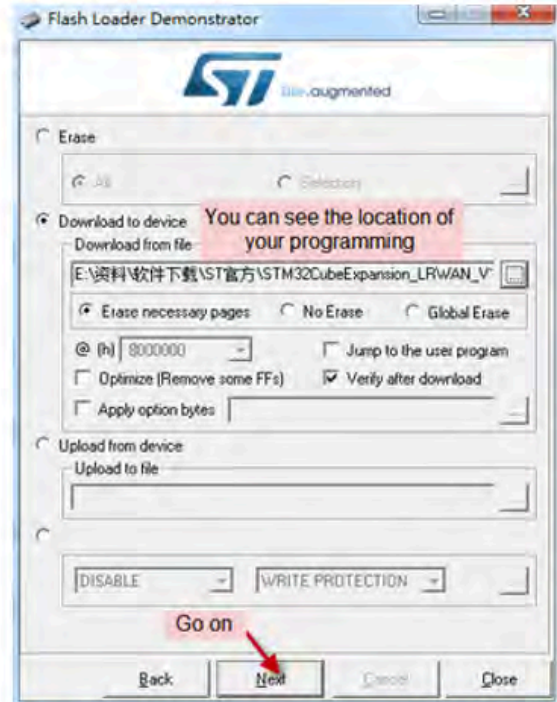 Flash Loader Demonstrator
ST
life.augmented
Erase
All
Selection
...
Download to device
You can see the location of
your programming
Download from file
E:\资料\软件下载\ST官方\STM32CubeExpansion_LRWAN_V
...
Erase necessary pages No Erase Global Erase
@ (h) 8000000 Jump to the user program
Optimize (Remove some FFs) Verify after download
Apply option bytes ...
Upload from device
Upload to file
...
DISABLE WRITE PROTECTION ...
Go on
Back Next Cancel Close